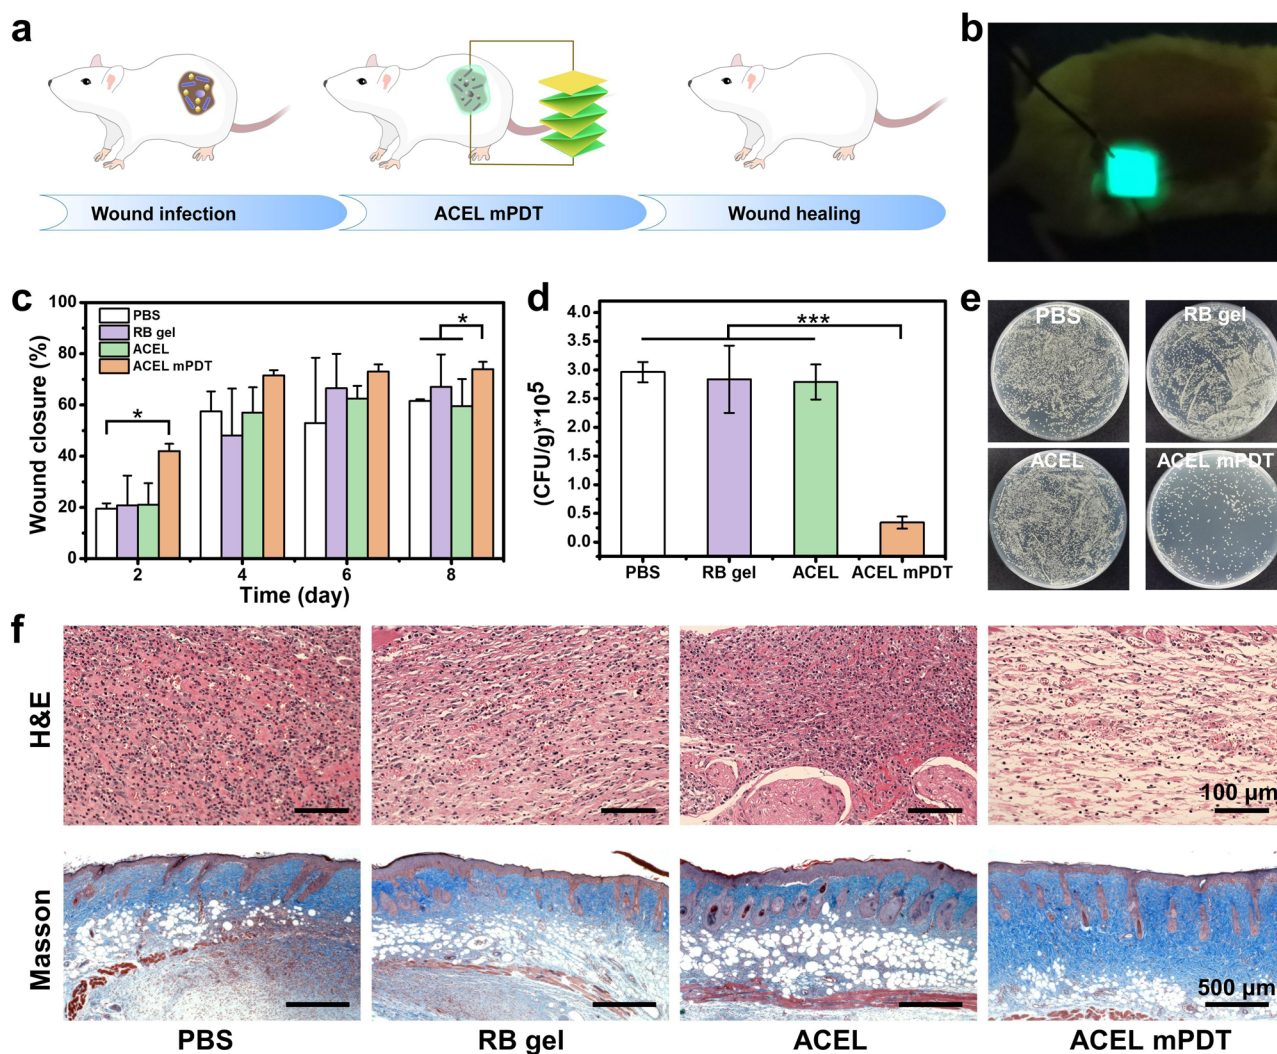 a
Wound infection
ACEL mPDT
Wound healing
b
c
Wound closure (%)
100
80
60
40
20
0
PBS
RB gel
ACEL
ACEL mPDT
*
*
2
4
6
8
Time (day)
d
(CFU/g)*10⁵
4.0
3.5
3.0
2.5
2.0
1.5
1.0
0.5
0.0
***
PBS
RB gel
ACEL
ACEL mPDT
e
PBS
RB gel
ACEL
ACEL mPDT
f
H&E
100 μm
Masson
500 μm
PBS
RB gel
ACEL
ACEL mPDT